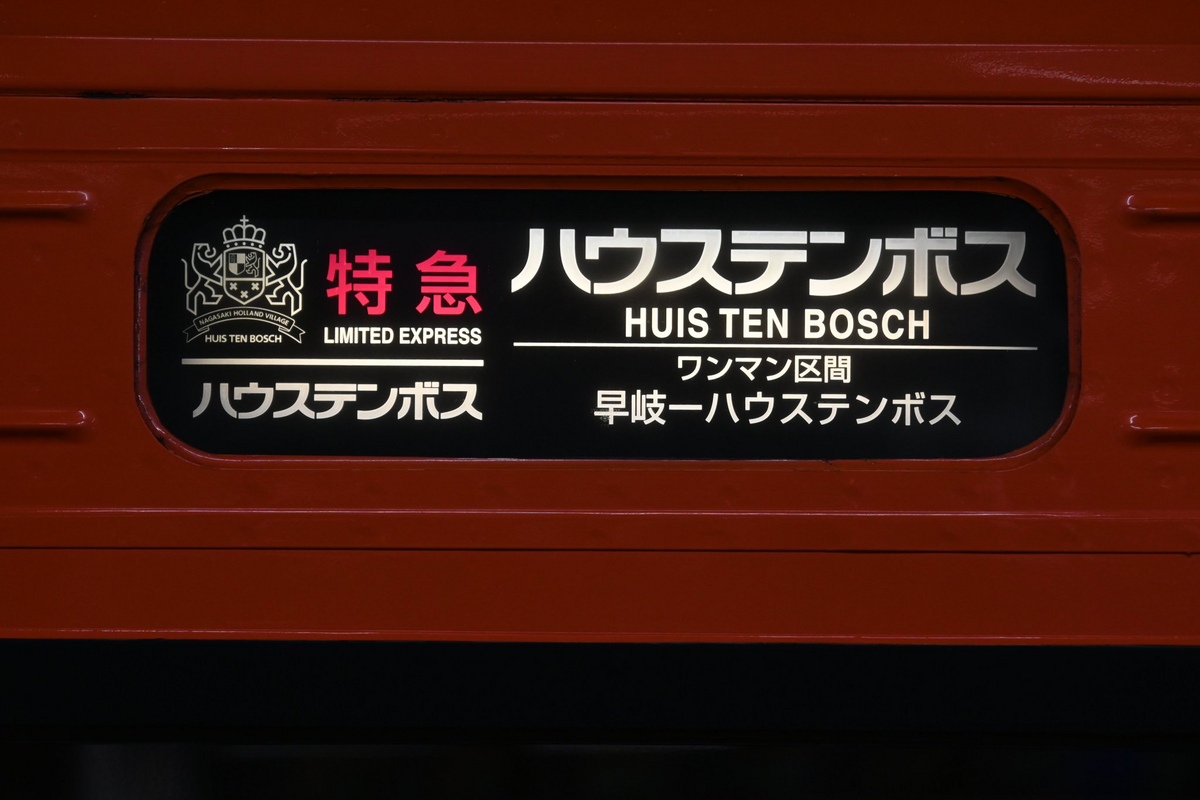 NAGASAKI HOLLAND VILLAGE
HUIS TEN BOSCH
特急
LIMITED EXPRESS
ハウステンボス
ハウステンボス
HUIS TEN BOSCH
ワンマン区間
早岐ーハウステンボス